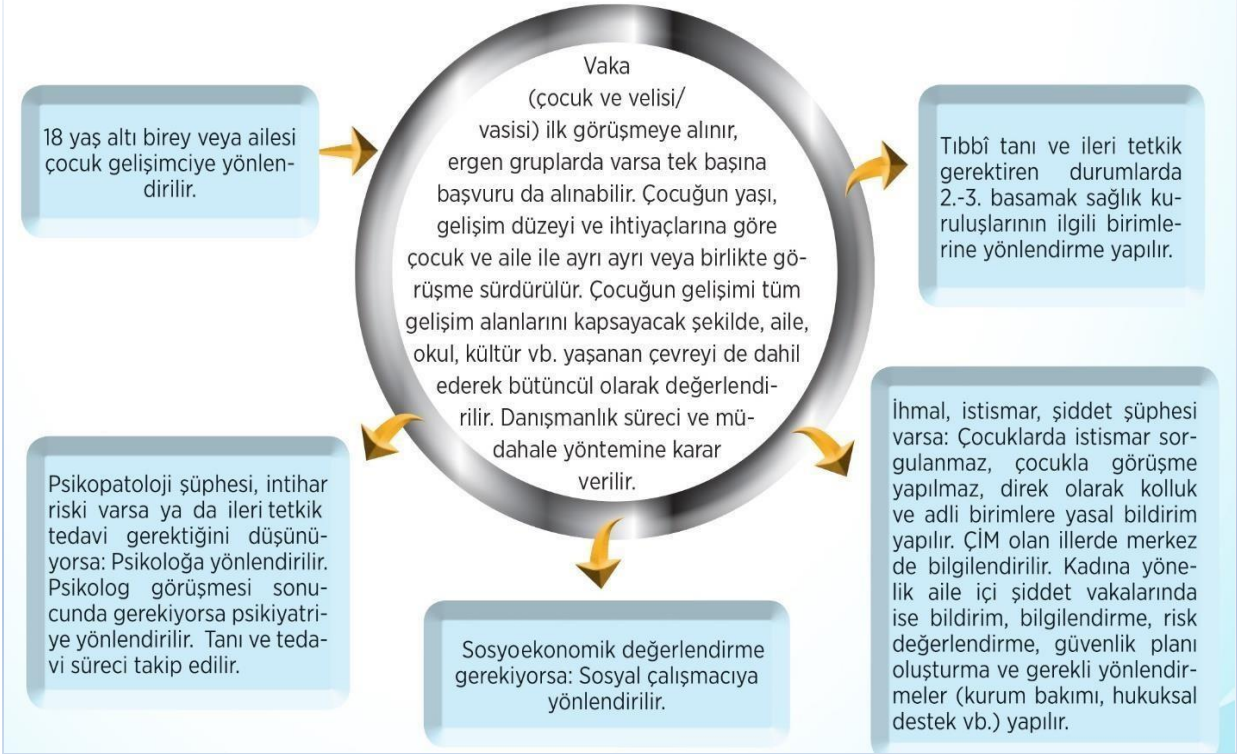 18 yaş altı birey veya ailesi
çocuk gelişimciye yönlen-
dirilir.
Vaka
(çocuk ve velisi/
vasisi) ilk görüşmeye alınır,
ergen gruplarda varsa tek başına
başvuru da alınabilir. Çocuğun yaşı,
gelişim düzeyi ve ihtiyaçlarına göre
çocuk ve aile ile ayrı ayrı veya birlikte gö-
rüşme sürdürülür. Çocuğun gelişimi tüm
gelişim alanlarını kapsayacak şekilde, aile,
okul, kültür vb. yaşanan çevreyi de dahil
ederek bütüncül olarak değerlendi-
rilir. Danışmanlık süreci ve mü-
dahale yöntemine karar
verilir.
Tıbbî tanı ve ileri tetkik
gerektiren durumlarda
2.-3. basamak sağlık ku-
ruluşlarının ilgili birimle-
rine yönlendirme yapılır.
Psikopatoloji şüphesi, intihar
riski varsa ya da ileri tetkik
tedavi gerektiğini düşünü-
yorsa: Psikoloğa yönlendirilir.
Psikolog görüşmesi sonu-
cunda gerekiyorsa psikiyatri-
ye yönlendirilir. Tanı ve teda-
vi süreci takip edilir.
Sosyoekonomik değerlendirme
gerekiyorsa: Sosyal çalışmacıya
yönlendirilir.
İhmal, istismar, şiddet şüphesi
varsa: Çocuklarda istismar sor-
gulanmaz, çocukla görüşme
yapılmaz, direk olarak kolluk
ve adli birimlere yasal bildirim
yapılır. ÇİM olan illerde merkez
de bilgilendirilir. Kadına yöne-
lik aile içi şiddet vakalarında
ise bildirim, bilgilendirme, risk
değerlendirme, güvenlik planı
oluşturma ve gerekli yönlendir-
meler (kurum bakımı, hukuksal
destek vb.) yapılır.